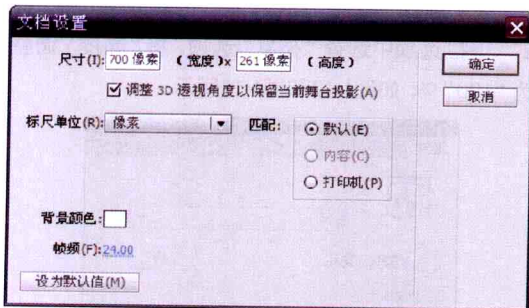 文档设置
尺寸(I): 700 像素 (宽度)x 261 像素 (高度)
确定
调整 3D 透视角度以保留当前舞台投影(A)
取消
标尺单位(R): 像素 匹配: 默认(E)
内容(C)
打印机(P)
背景颜色:
帧频(F): 24.00
设为默认值(M)